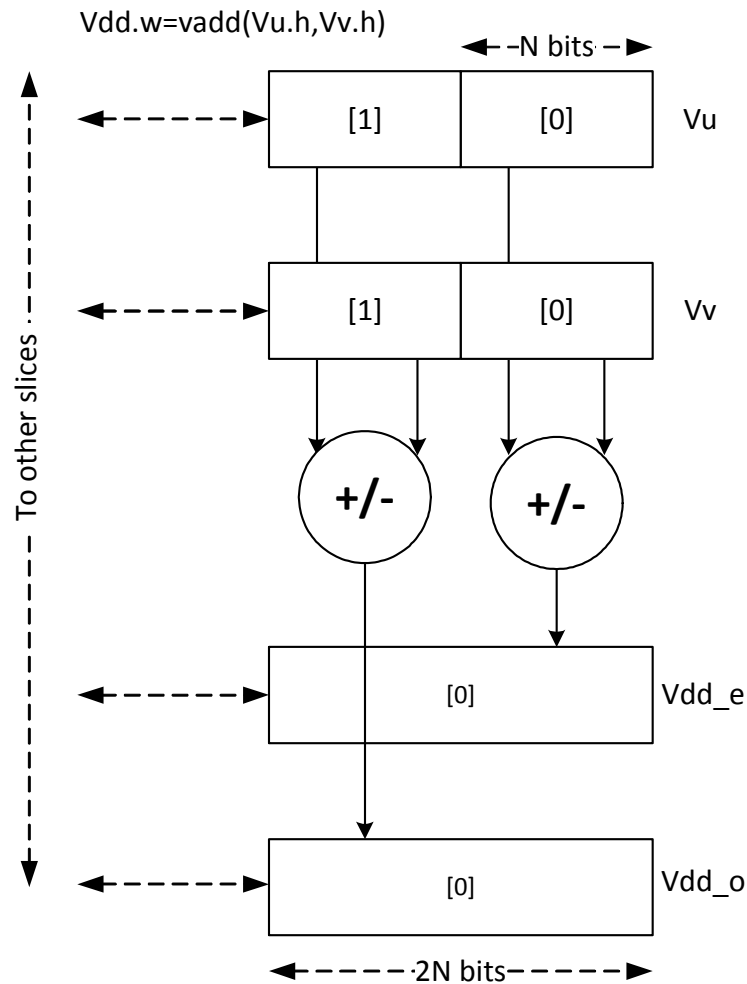 Vdd.w=vadd(Vu.h,Vv.h)
N bits
[1] [0] Vu
[1] [0] Vv
To other slices
+/- +/-
[0] Vdd_e
[0] Vdd_o
2N bits